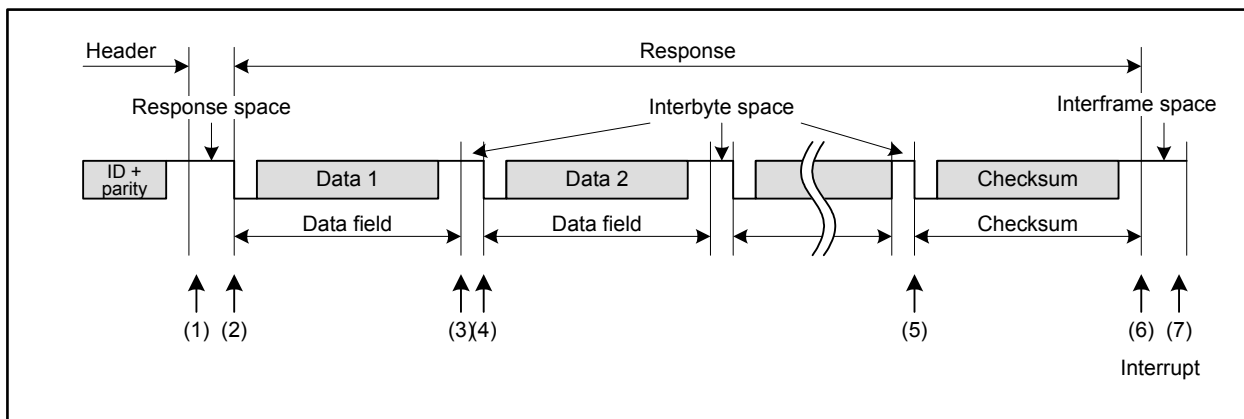 Header
Response
Response space
Interbyte space
Interframe space
ID +
parity
Data 1
Data 2
Checksum
Data field
Data field
Checksum
(1)
(2)
(3)
(4)
(5)
(6)
(7)
Interrupt